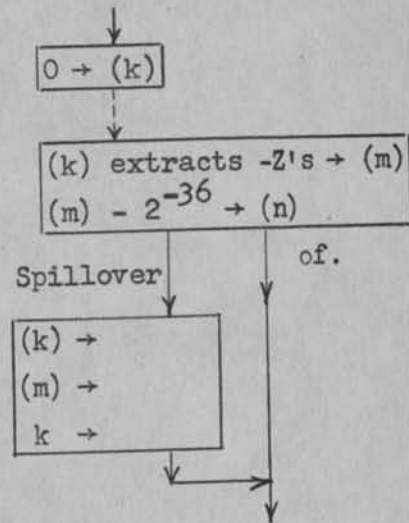 0 → (k)
(k) extracts -Z's → (m)
(m) - 2^-36 → (n)
Spillover
of.
(k) →
(m) →
k →